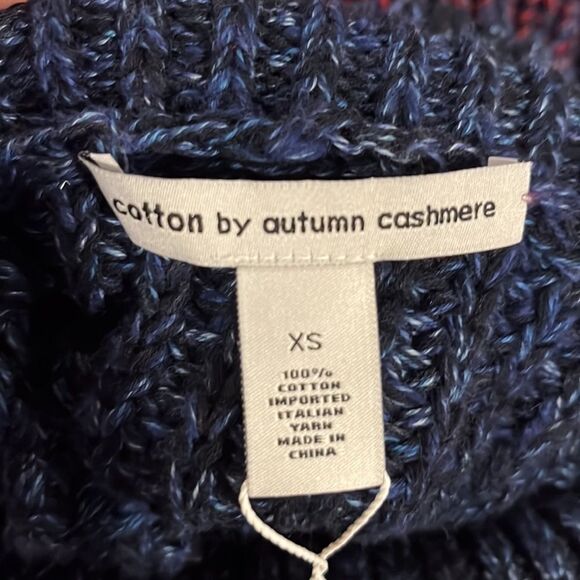 cotton by autumn cashmere
XS
100%
COTTON
IMPORTED
ITALIAN
YARN
MADE IN
CHINA